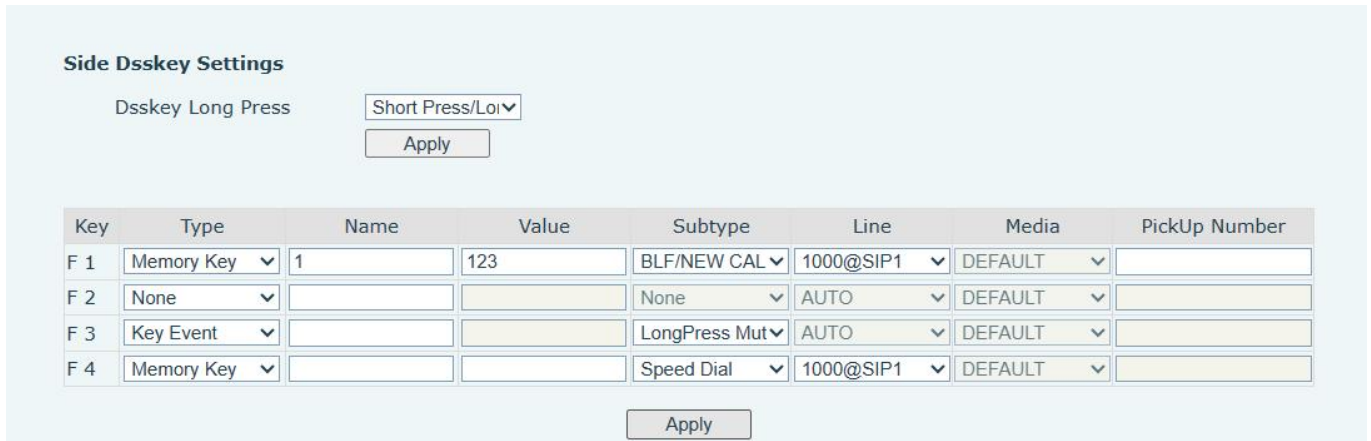 Side Dsskey Settings
Dsskey Long Press Short Press/Lon
Apply
Key Type Name Value Subtype Line Media PickUp Number
F 1 Memory Key 1 123 BLF/NEW CAL 1000@SIP1 DEFAULT
F 2 None None AUTO DEFAULT
F 3 Key Event LongPress Mut AUTO DEFAULT
F 4 Memory Key Speed Dial 1000@SIP1 DEFAULT
Apply